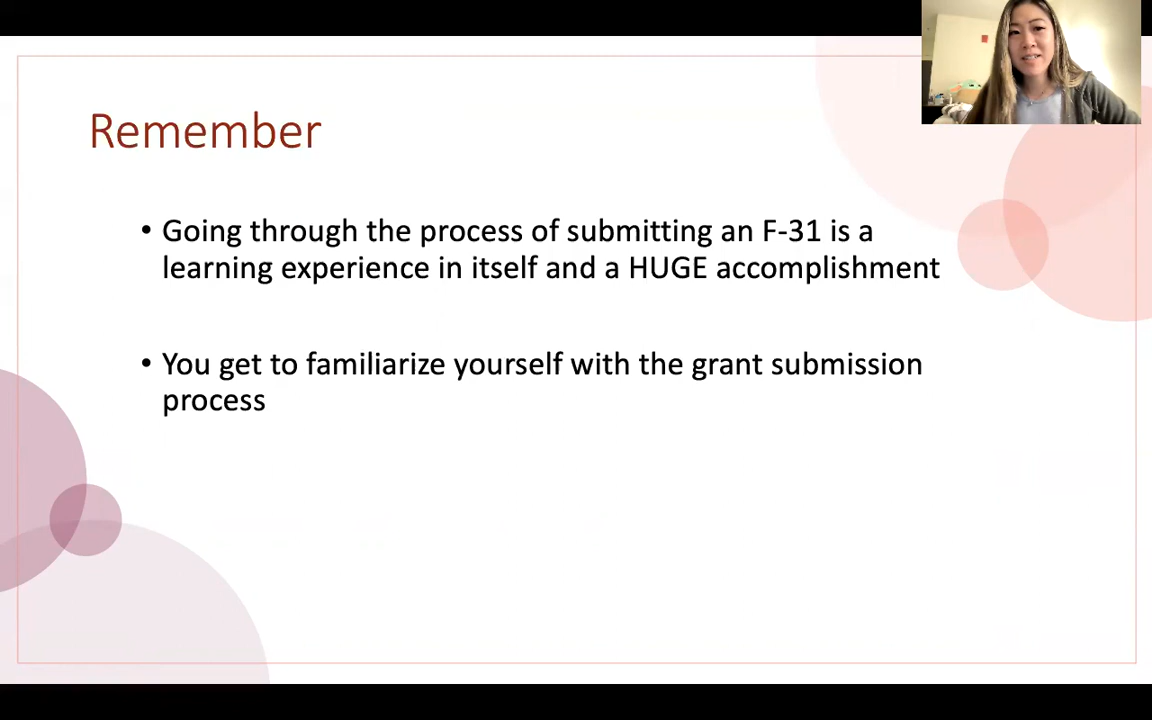 Remember
• Going through the process of submitting an F-31 is a
learning experience in itself and a HUGE accomplishment
• You get to familiarize yourself with the grant submission
process